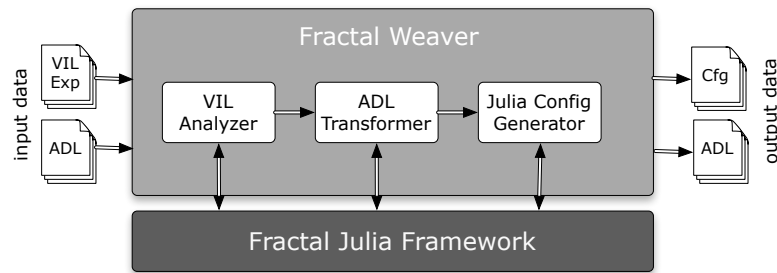 Fractal Weaver
input data
VIL
Exp
ADL
VIL
Analyzer
ADL
Transformer
Julia Config
Generator
Cfg
ADL
output data
Fractal Julia Framework